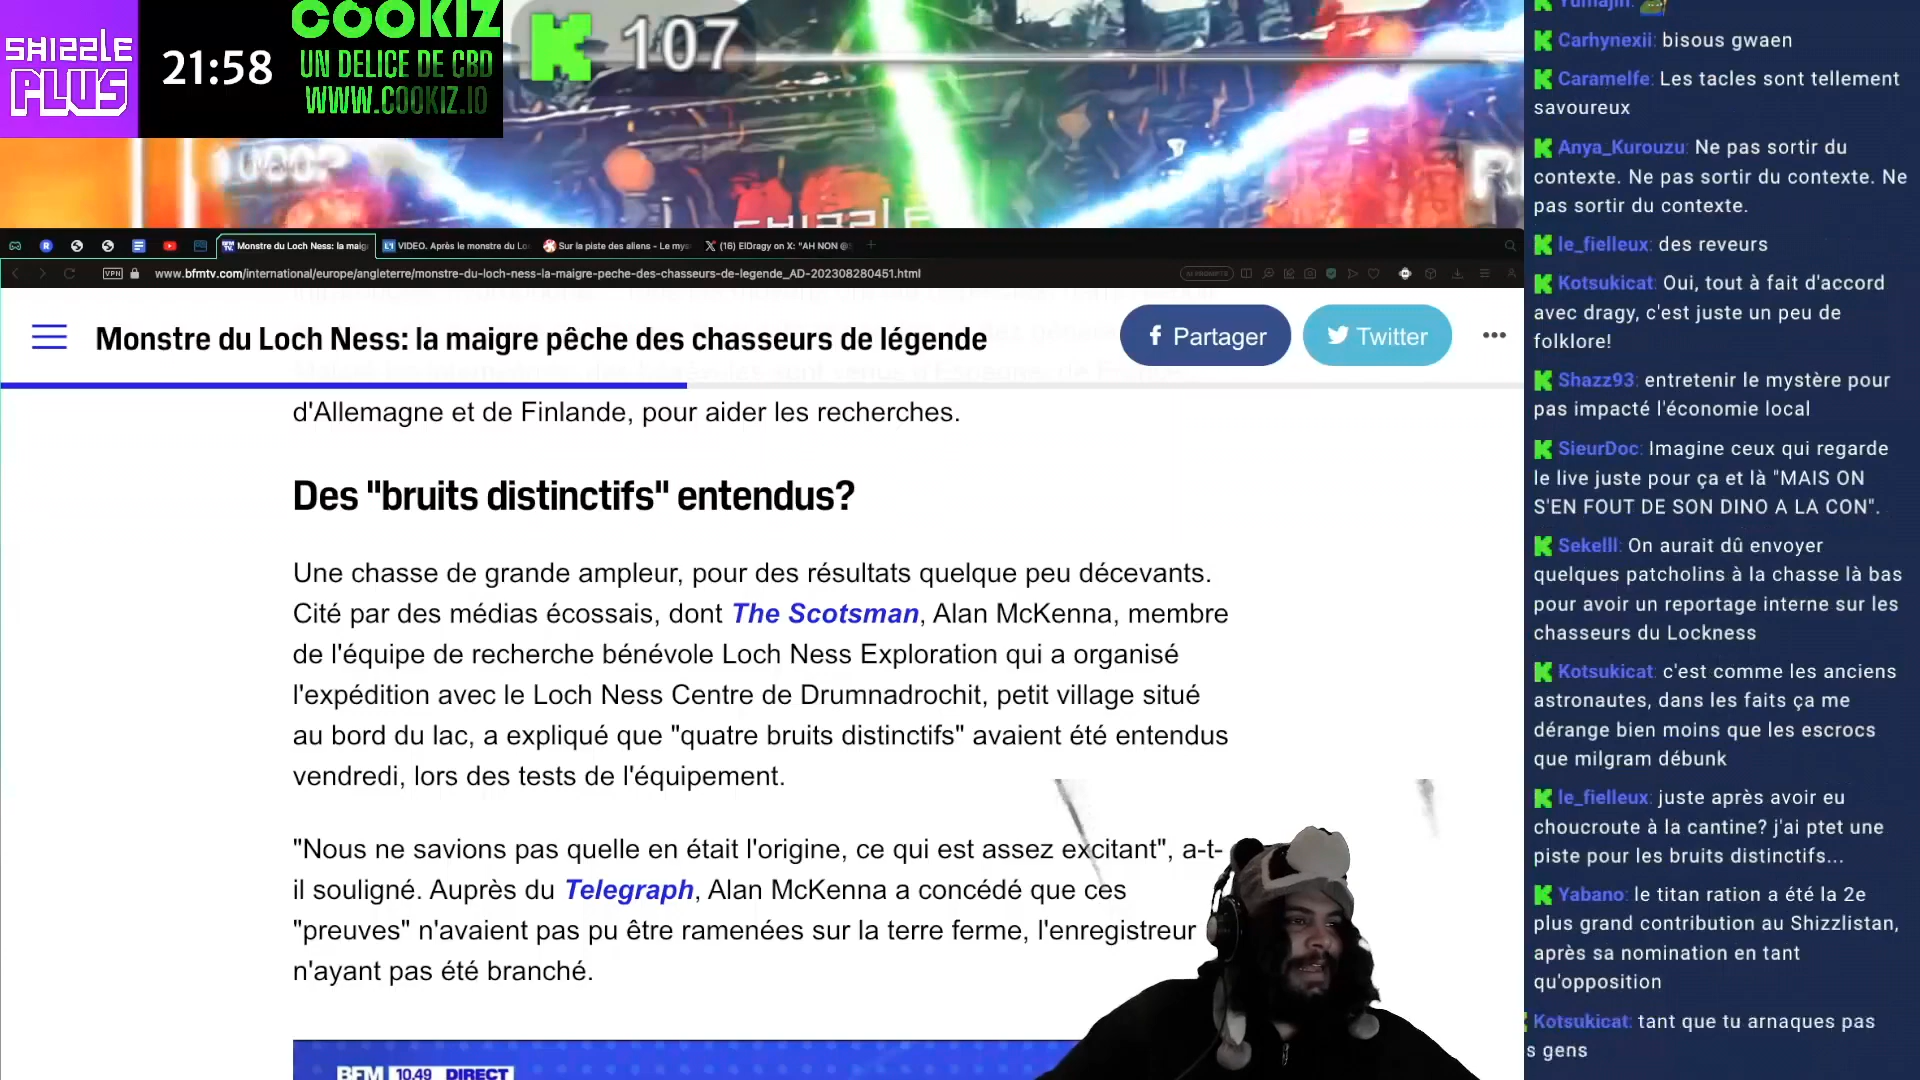 SHIZZLE
PLUS
21:58
COOKIZ
UN DELICE DE CBD
WWW.COOKIZ.IO
107
Monstre du Loch Ness: la maig
VIDEO. Après le monstre du Lo
Sur la piste des aliens - Le mys
(16) ElDragy on X: "AH NON @
VPN
www.bfmtv.com/international/europe/angleterre/monstre-du-loch-ness-la-maigre-peche-des-chasseurs-de-legende_AD-202308280451.html
Monstre du Loch Ness: la maigre pêche des chasseurs de légende
Partager
Twitter
d'Allemagne et de Finlande, pour aider les recherches.
Des "bruits distinctifs" entendus?
Une chasse de grande ampleur, pour des résultats quelque peu décevants.
Cité par des médias écossais, dont The Scotsman, Alan McKenna, membre
de l'équipe de recherche bénévole Loch Ness Exploration qui a organisé
l'expédition avec le Loch Ness Centre de Drumnadrochit, petit village situé
au bord du lac, a expliqué que "quatre bruits distinctifs" avaient été entendus
vendredi, lors des tests de l'équipement.
"Nous ne savions pas quelle en était l'origine, ce qui est assez excitant", a-t-
il souligné. Auprès du Telegraph, Alan McKenna a concédé que ces
"preuves" n'avaient pas pu être ramenées sur la terre ferme, l'enregistreur
n'ayant pas été branché.
BFM 10.49 DIRECT
Yumajin:
Carhynexii: bisous gwaen
Caramelfe: Les tacles sont tellement
savoureux
Anya_Kurouzu: Ne pas sortir du
contexte. Ne pas sortir du contexte. Ne
pas sortir du contexte.
le_fielleux: des reveurs
Kotsukicat: Oui, tout à fait d'accord
avec dragy, c'est juste un peu de
folklore!
Shazz93: entretenir le mystère pour
pas impacté l'économie local
SieurDoc: Imagine ceux qui regarde
le live juste pour ça et là "MAIS ON
S'EN FOUT DE SON DINO A LA CON".
Sekelll: On aurait dû envoyer
quelques patcholins à la chasse là bas
pour avoir un reportage interne sur les
chasseurs du Lockness
Kotsukicat: c'est comme les anciens
astronautes, dans les faits ça me
dérange bien moins que les escrocs
que milgram débunk
le_fielleux: juste après avoir eu
choucroute à la cantine? j'ai ptet une
piste pour les bruits distinctifs...
Yabano: le titan ration a été la 2e
plus grand contribution au Shizzlistan,
après sa nomination en tant
qu'opposition
Kotsukicat: tant que tu arnaques pas
s gens